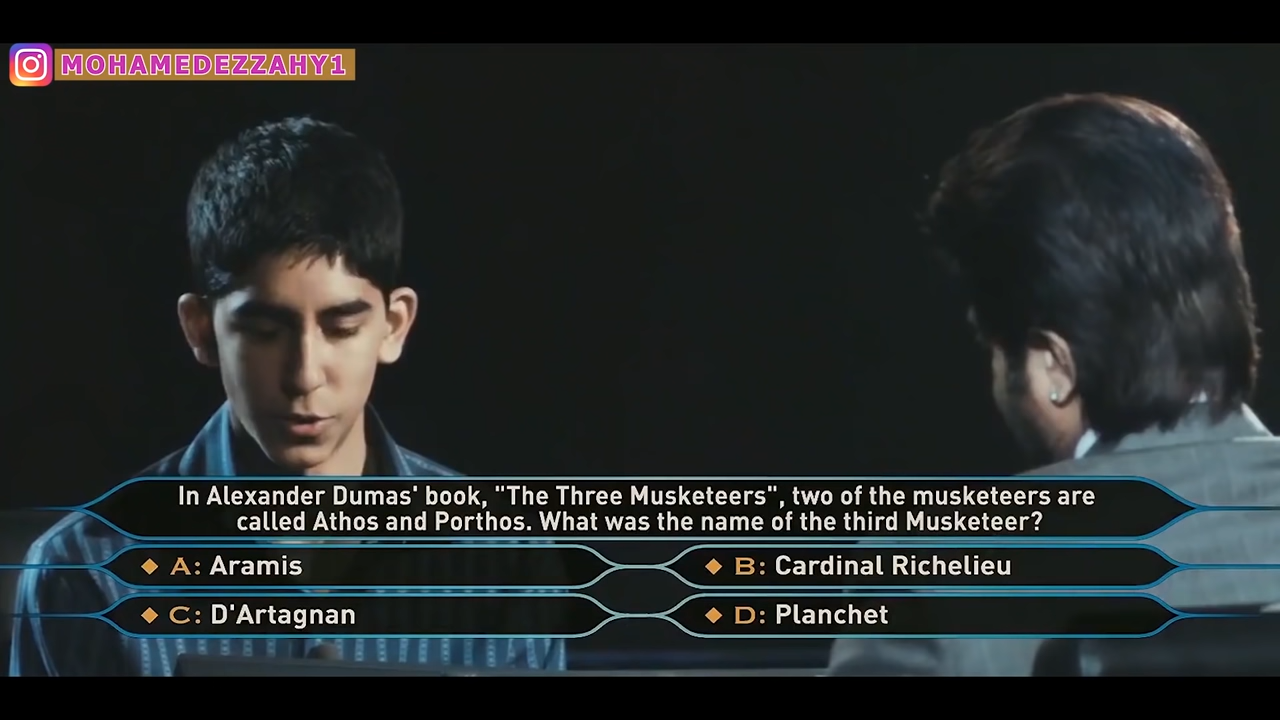 MOHAMEDEZZAHY1
In Alexander Dumas' book, "The Three Musketeers", two of the musketeers are
called Athos and Porthos. What was the name of the third Musketeer?
A: Aramis
B: Cardinal Richelieu
C: D'Artagnan
D: Planchet